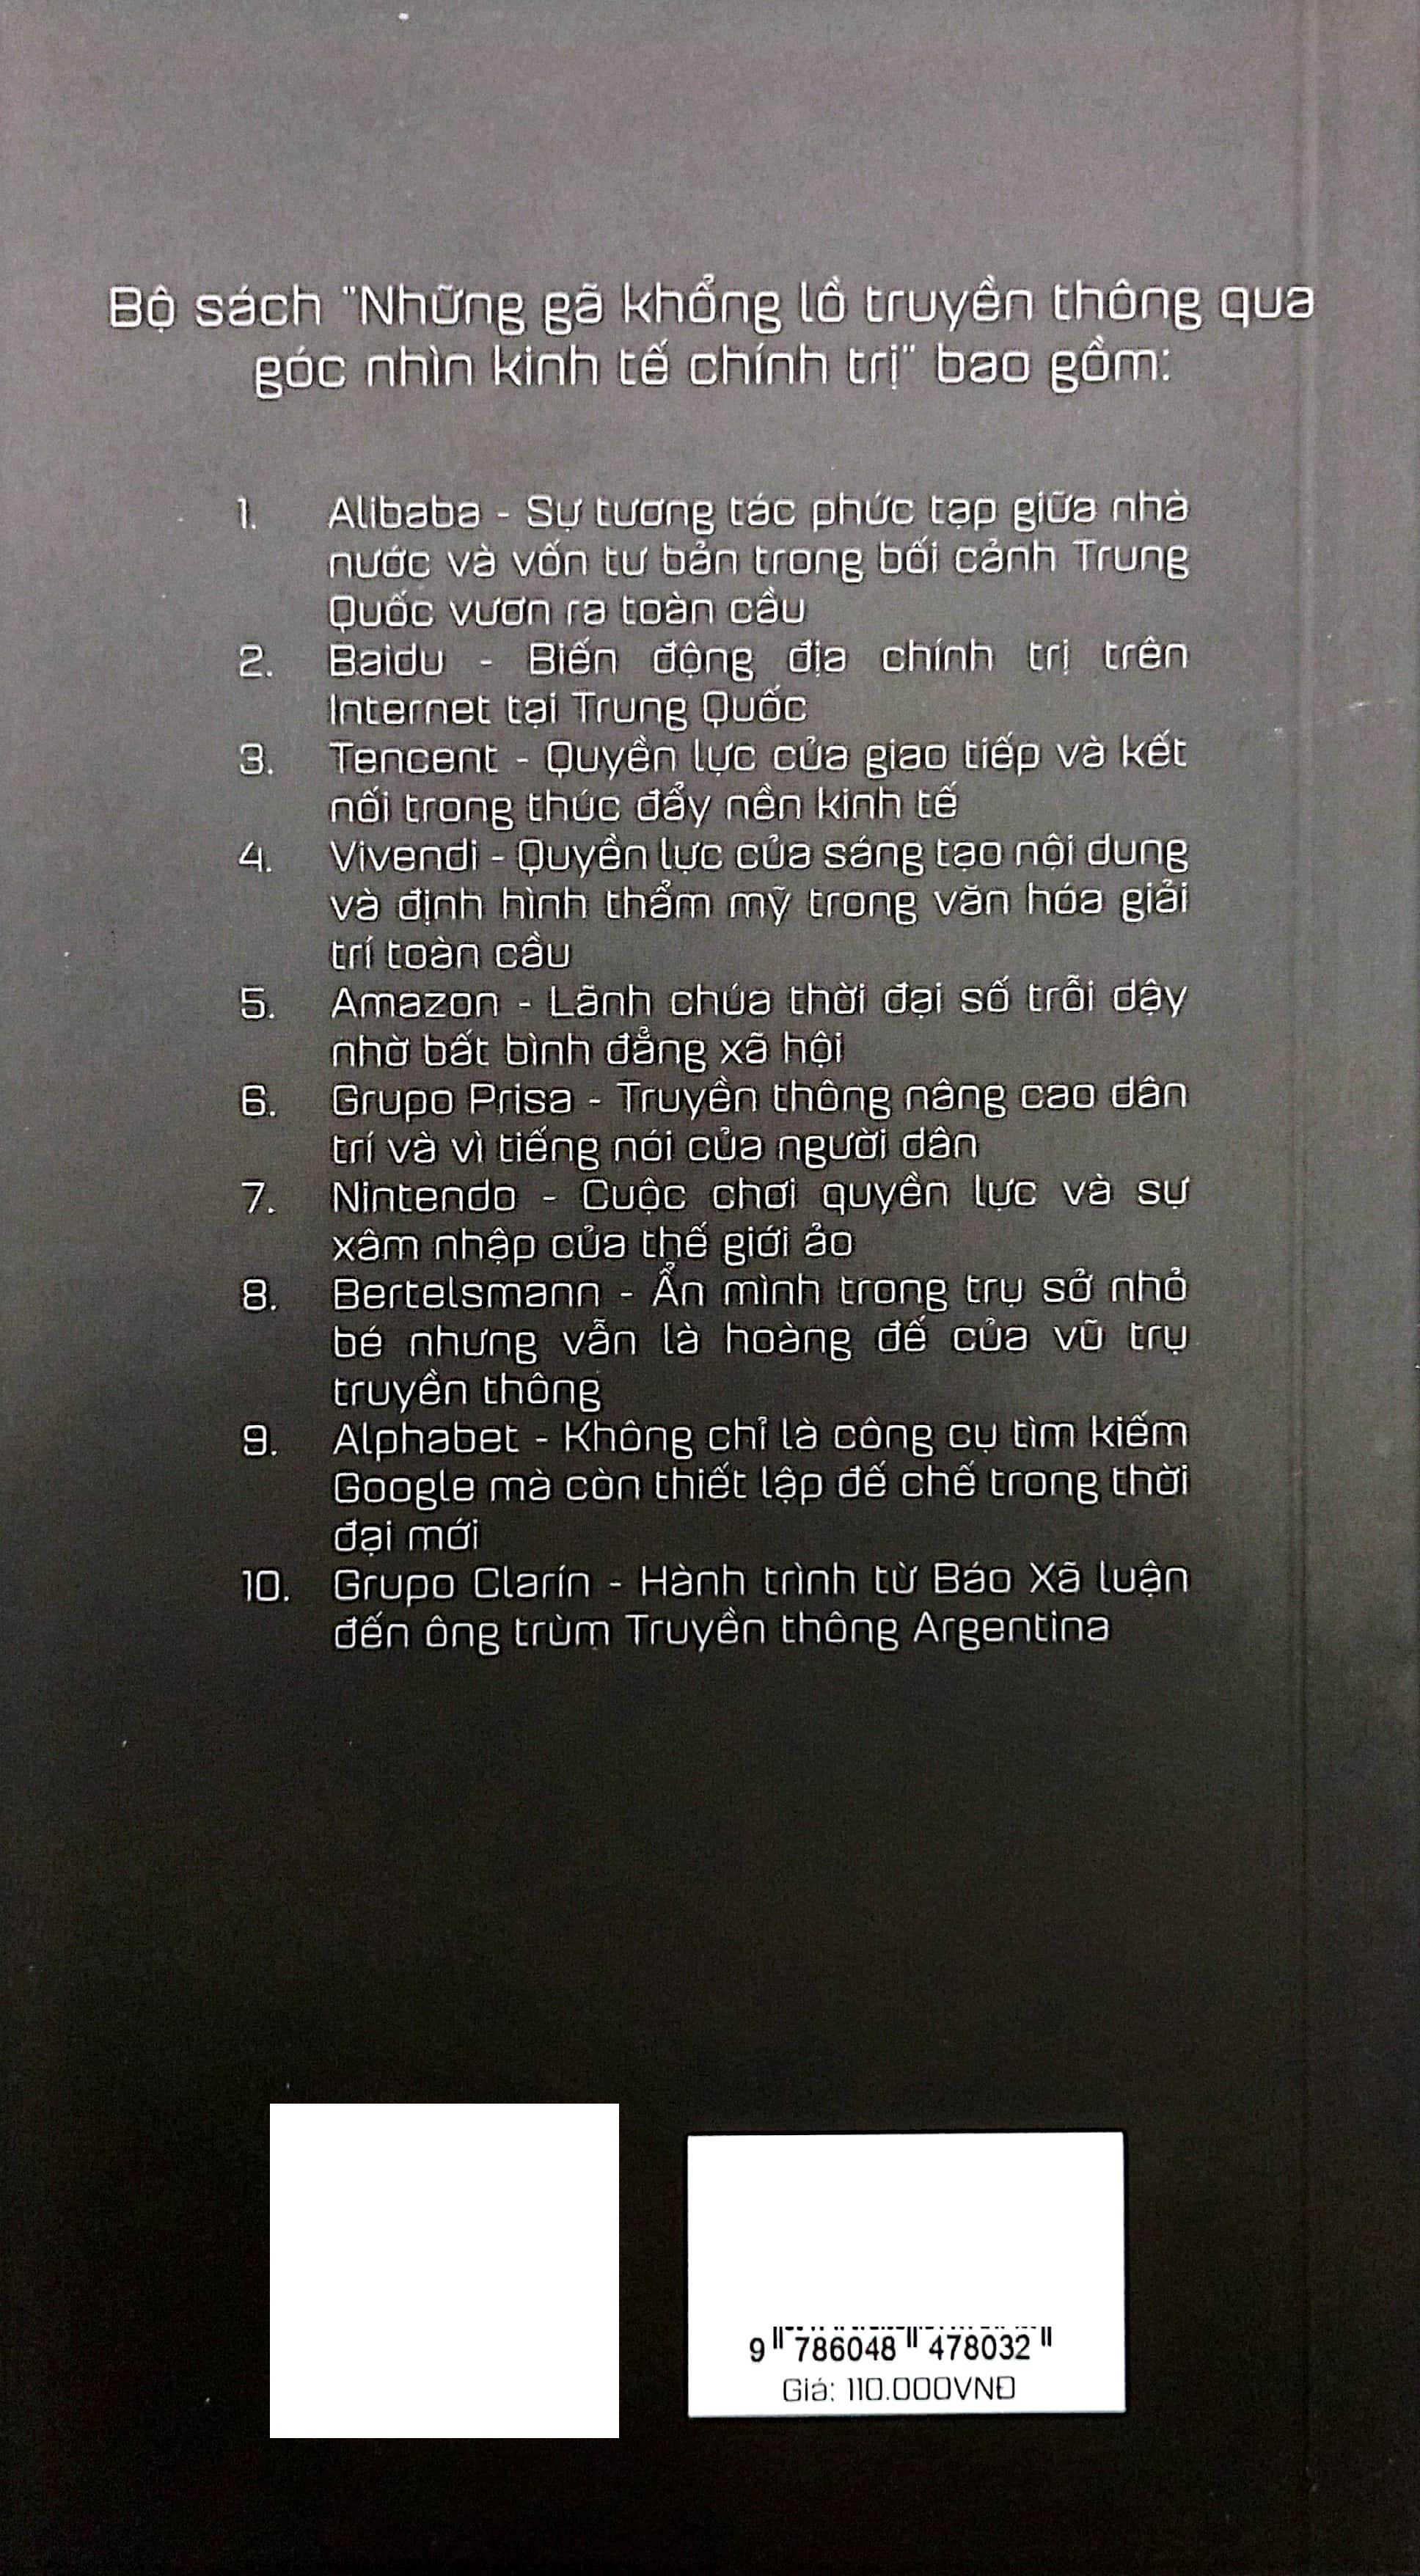 Bộ sách "Những gã khổng lồ truyền thông qua
góc nhìn kinh tế chính trị" bao gồm:
1. Alibaba - Sự tương tác phức tạp giữa nhà
nước và vốn tư bản trong bối cảnh Trung
Quốc vươn ra toàn cầu
2. Baidu - Biến động địa chính trị trên
Internet tại Trung Quốc
3. Tencent - Quyền lực của giao tiếp và kết
nối trong thúc đẩy nền kinh tế
4. Vivendi - Quyền lực của sáng tạo nội dung
và định hình thẩm mỹ trong văn hóa giải
trí toàn cầu
5. Amazon - Lãnh chúa thời đại số trỗi dậy
nhờ bất bình đẳng xã hội
6. Grupo Prisa - Truyền thông nâng cao dân
trí và vì tiếng nói của người dân
7. Nintendo - Cuộc chơi quyền lực và sự
xâm nhập của thế giới ảo
8. Bertelsmann - Ẩn mình trong trụ sở nhỏ
bé nhưng vẫn là hoàng đế của vũ trụ
truyền thông
9. Alphabet - Không chỉ là công cụ tìm kiếm
Google mà còn thiết lập đế chế trong thời
đại mới
10. Grupo Clarín - Hành trình từ Báo Xã luận
đến ông trùm Truyền thông Argentina
9 786048 478032
Giá: 110.000VNĐ